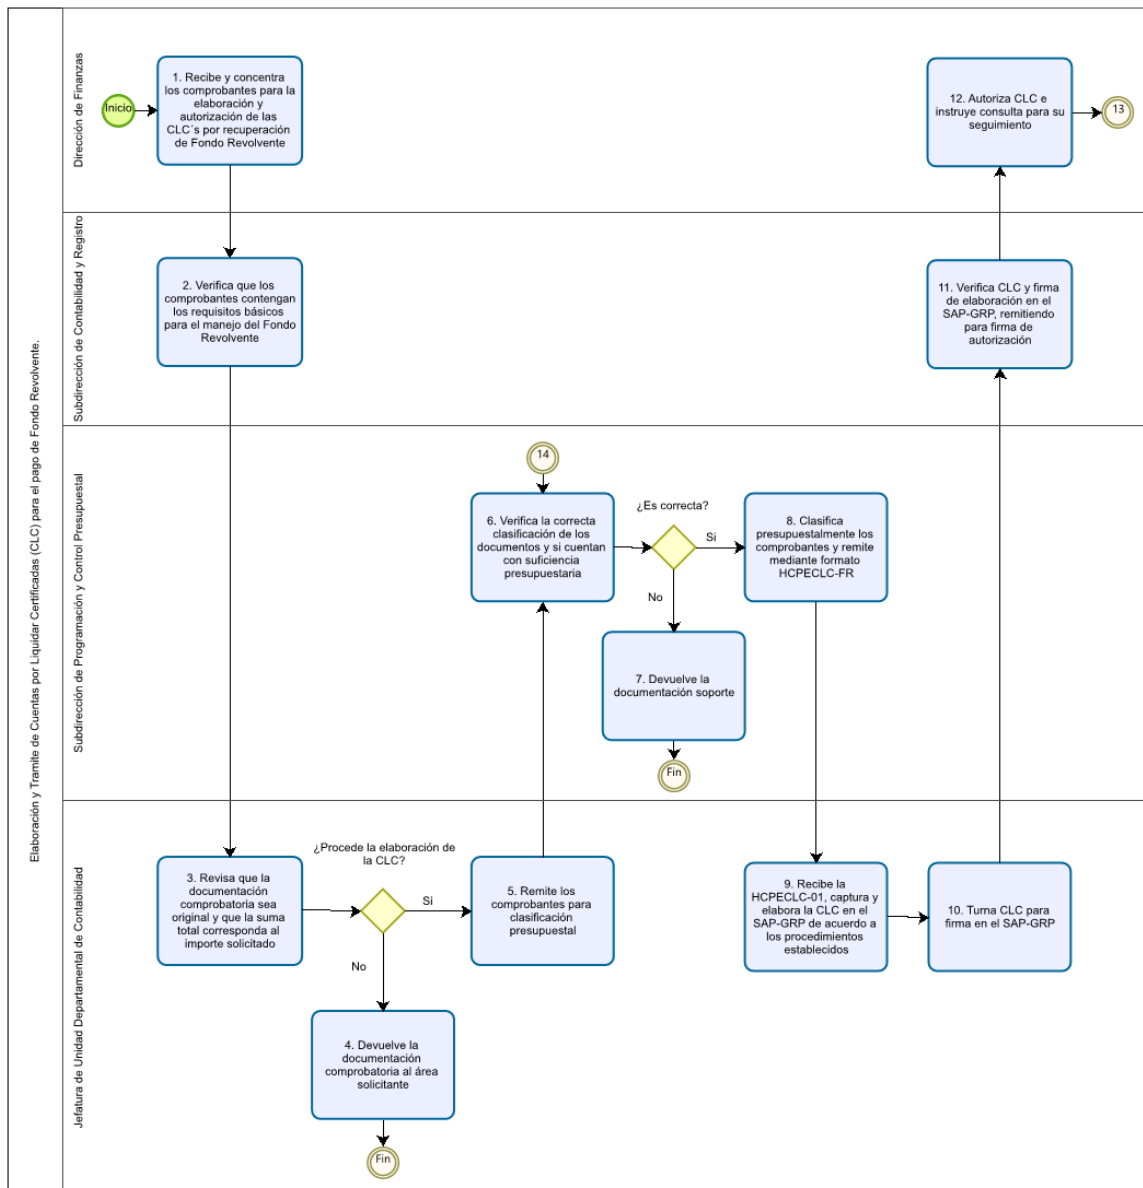 Elaboración y Tramite de Cuentas por Liquidar Certificadas (CLC) para el pago de Fondo Revolvente.
Dirección de Finanzas
Inicio
1. Recibe y concentra
los comprobantes para la
elaboración y
autorización de las
CLC´s por recuperación
de Fondo Revolvente
12. Autoriza CLC e
instruye consulta para su
seguimiento
13
Subdirección de Contabilidad y Registro
2. Verifica que los
comprobantes contengan
los requisitos básicos
para el manejo del Fondo
Revolvente
11. Verifica CLC y firma
de elaboración en el
SAP-GRP, remitiendo
para firma de
autorización
Subdirección de Programación y Control Presupuestal
14
6. Verifica la correcta
clasificación de los
documentos y si cuentan
con suficiencia
presupuestaria
¿Es correcta?
Si
No
8. Clasifica
presupuestalmente los
comprobantes y remite
mediante formato
HCPECLC-FR
7. Devuelve la
documentación soporte
Fin
Jefatura de Unidad Departamental de Contabilidad
3. Revisa que la
documentación
comprobatoria sea
original y que la suma
total corresponda al
importe solicitado
¿Procede la elaboración de
la CLC?
Si
No
5. Remite los
comprobantes para
clasificación
presupuestal
9. Recibe la
HCPECLC-01, captura y
elabora la CLC en el
SAP-GRP de acuerdo a
los procedimientos
establecidos
10. Turna CLC para
firma en el SAP-GRP
4. Devuelve la
documentación
comprobatoria al área
solicitante
Fin